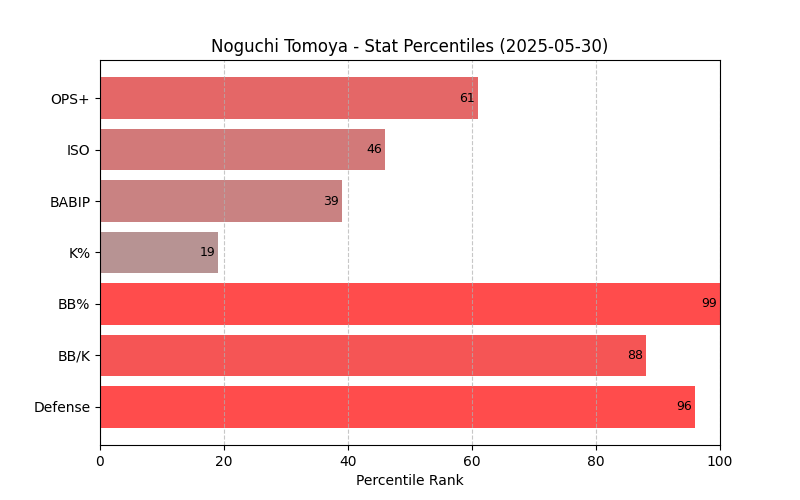 Noguchi Tomoya - Stat Percentiles (2025-05-30)
OPS+ 61
ISO 46
BABIP 39
K% 19
BB% 99
BB/K 88
Defense 96
0 20 40 60 80 100
Percentile Rank